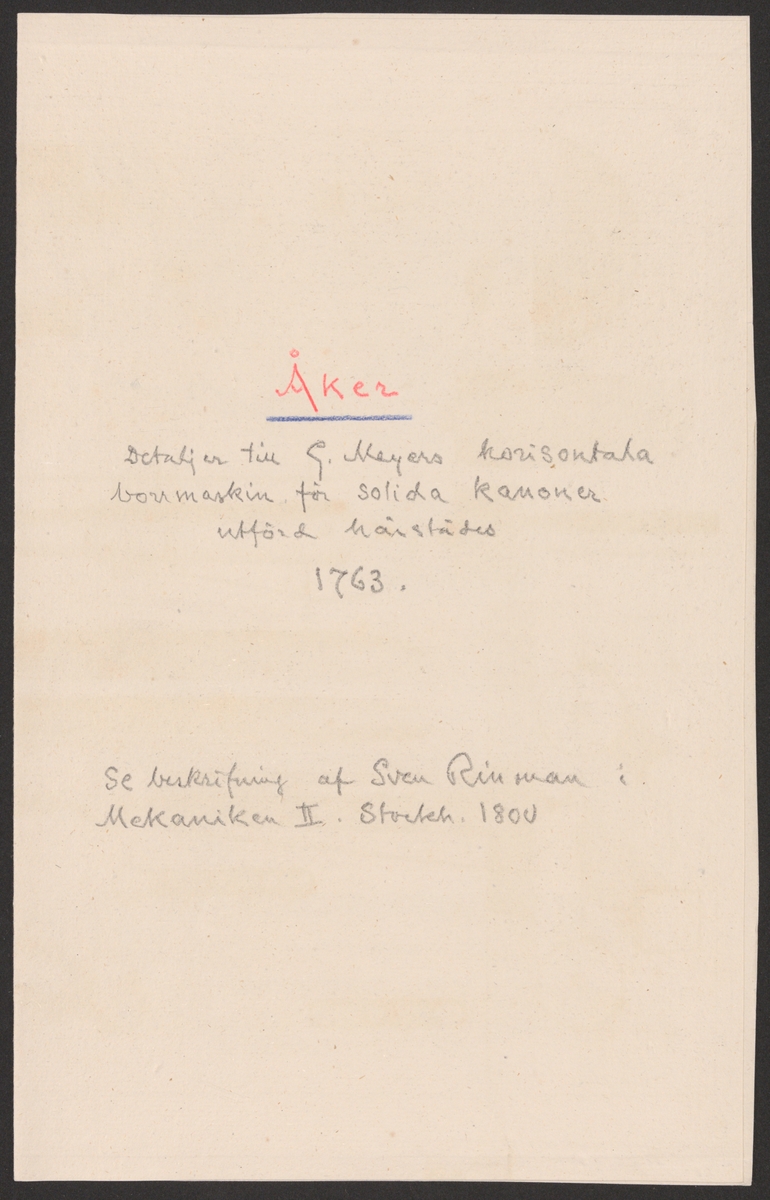 Åker
Detaljer till G. Meyers horisontala
borrmaskin för solida kanoner
utförd härstädes
1763.
Se beskrifning af Sven Rinman i
Mekaniken II. Stockh. 1800